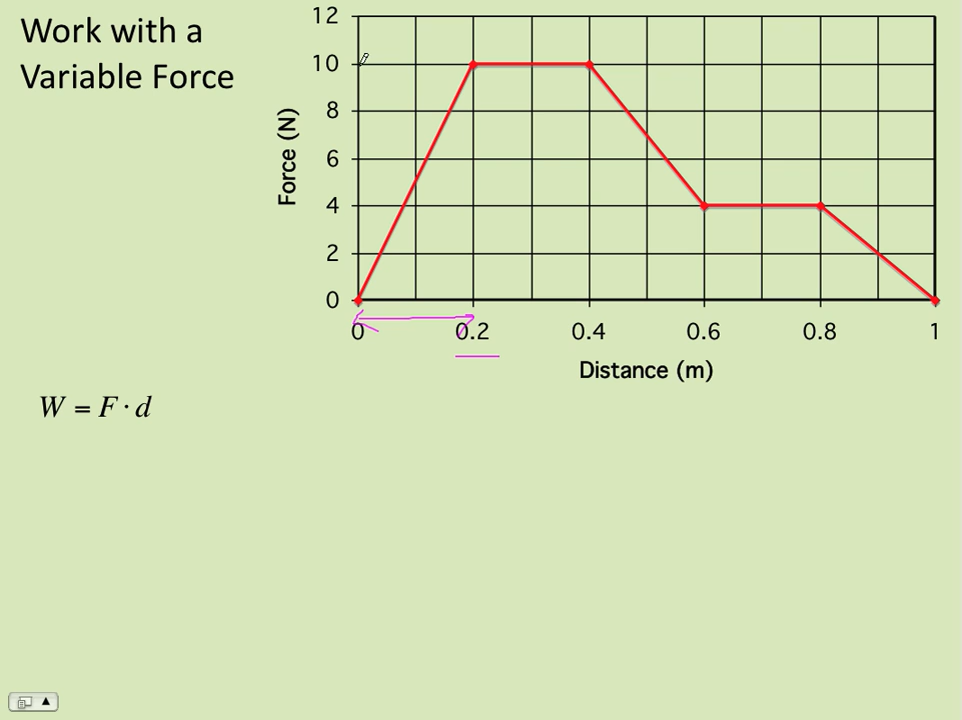 Work with a
Variable Force
12
10
8
6
4
2
0
Force (N)
0 0.2 0.4 0.6 0.8 1
Distance (m)
W = F · d